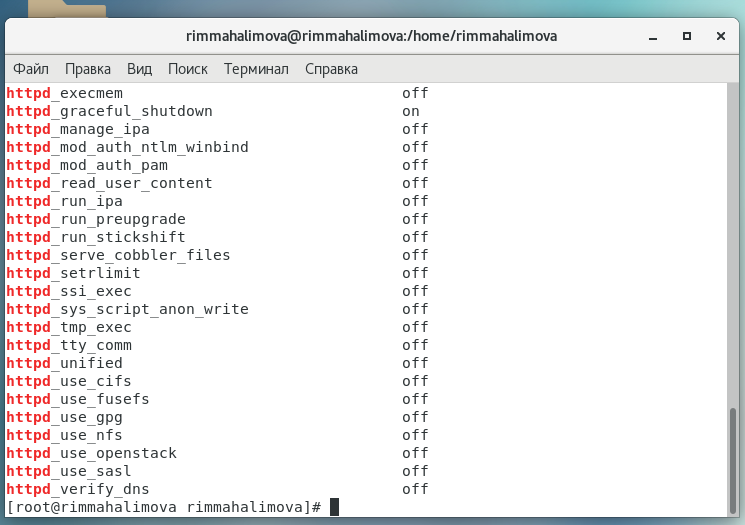 rimmahalimova@rimmahalimova:/home/rimmahalimova
Файл Правка Вид Поиск Терминал Справка
httpd_execmem off
httpd_graceful_shutdown on
httpd_manage_ipa off
httpd_mod_auth_ntlm_winbind off
httpd_mod_auth_pam off
httpd_read_user_content off
httpd_run_ipa off
httpd_run_preupgrade off
httpd_run_stickshift off
httpd_serve_cobbler_files off
httpd_setrlimit off
httpd_ssi_exec off
httpd_sys_script_anon_write off
httpd_tmp_exec off
httpd_tty_comm off
httpd_unified off
httpd_use_cifs off
httpd_use_fusefs off
httpd_use_gpg off
httpd_use_nfs off
httpd_use_openstack off
httpd_use_sasl off
httpd_verify_dns off
[root@rimmahalimova rimmahalimova]#